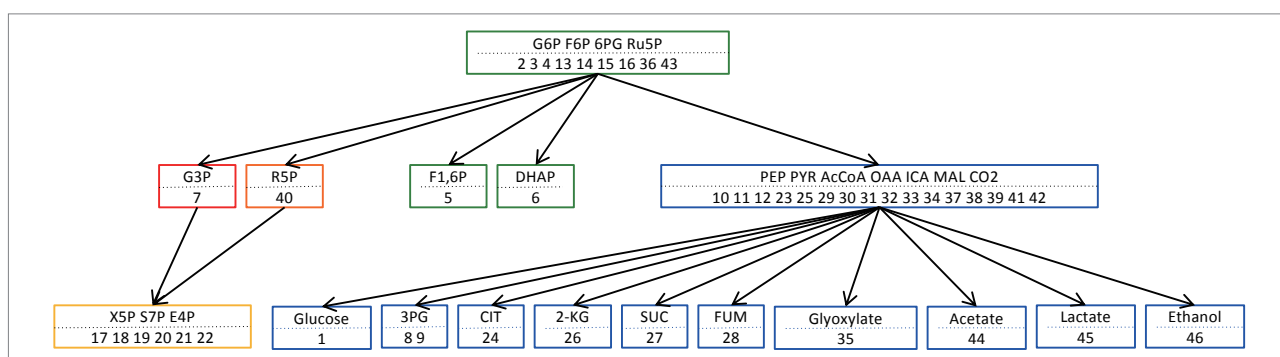 G6P F6P 6PG Ru5P
2 3 4 13 14 15 16 36 43
G3P
7
R5P
40
F1,6P
5
DHAP
6
PEP PYR AcCoA OAA ICA MAL CO2
10 11 12 23 25 29 30 31 32 33 34 37 38 39 41 42
X5P S7P E4P
17 18 19 20 21 22
Glucose
1
3PG
8 9
CIT
24
2-KG
26
SUC
27
FUM
28
Glyoxylate
35
Acetate
44
Lactate
45
Ethanol
46